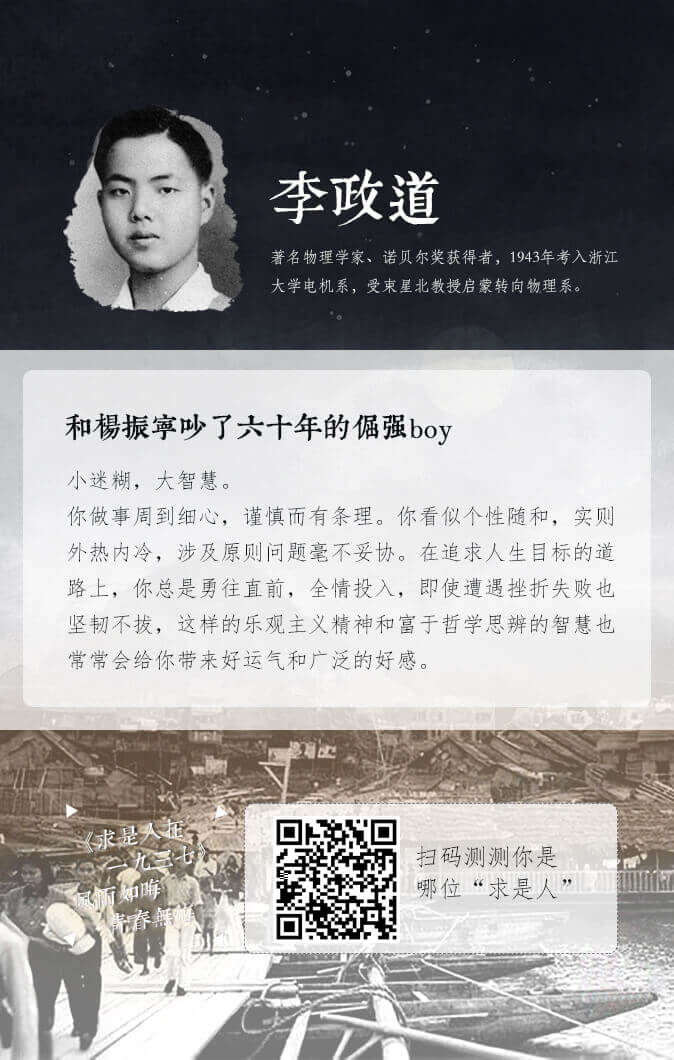 李政道
著名物理学家、诺贝尔奖获得者，1943年考入浙江
大学电机系，受束星北教授启蒙转向物理系。
和楊振寧吵了六十年的倔强boy
小迷糊，大智慧。
你做事周到细心，谨慎而有条理。你看似个性随和，实则
外热内冷，涉及原则问题毫不妥协。在追求人生目标的道
路上，你总是勇往直前，全情投入，即使遭遇挫折失败也
坚韧不拔，这样的乐观主义精神和富于哲学思辨的智慧也
常常会给你带来好运气和广泛的好感。
《求是人在
一九三七》
风雨如晦
青春無
扫码测测你是
哪位“求是人”